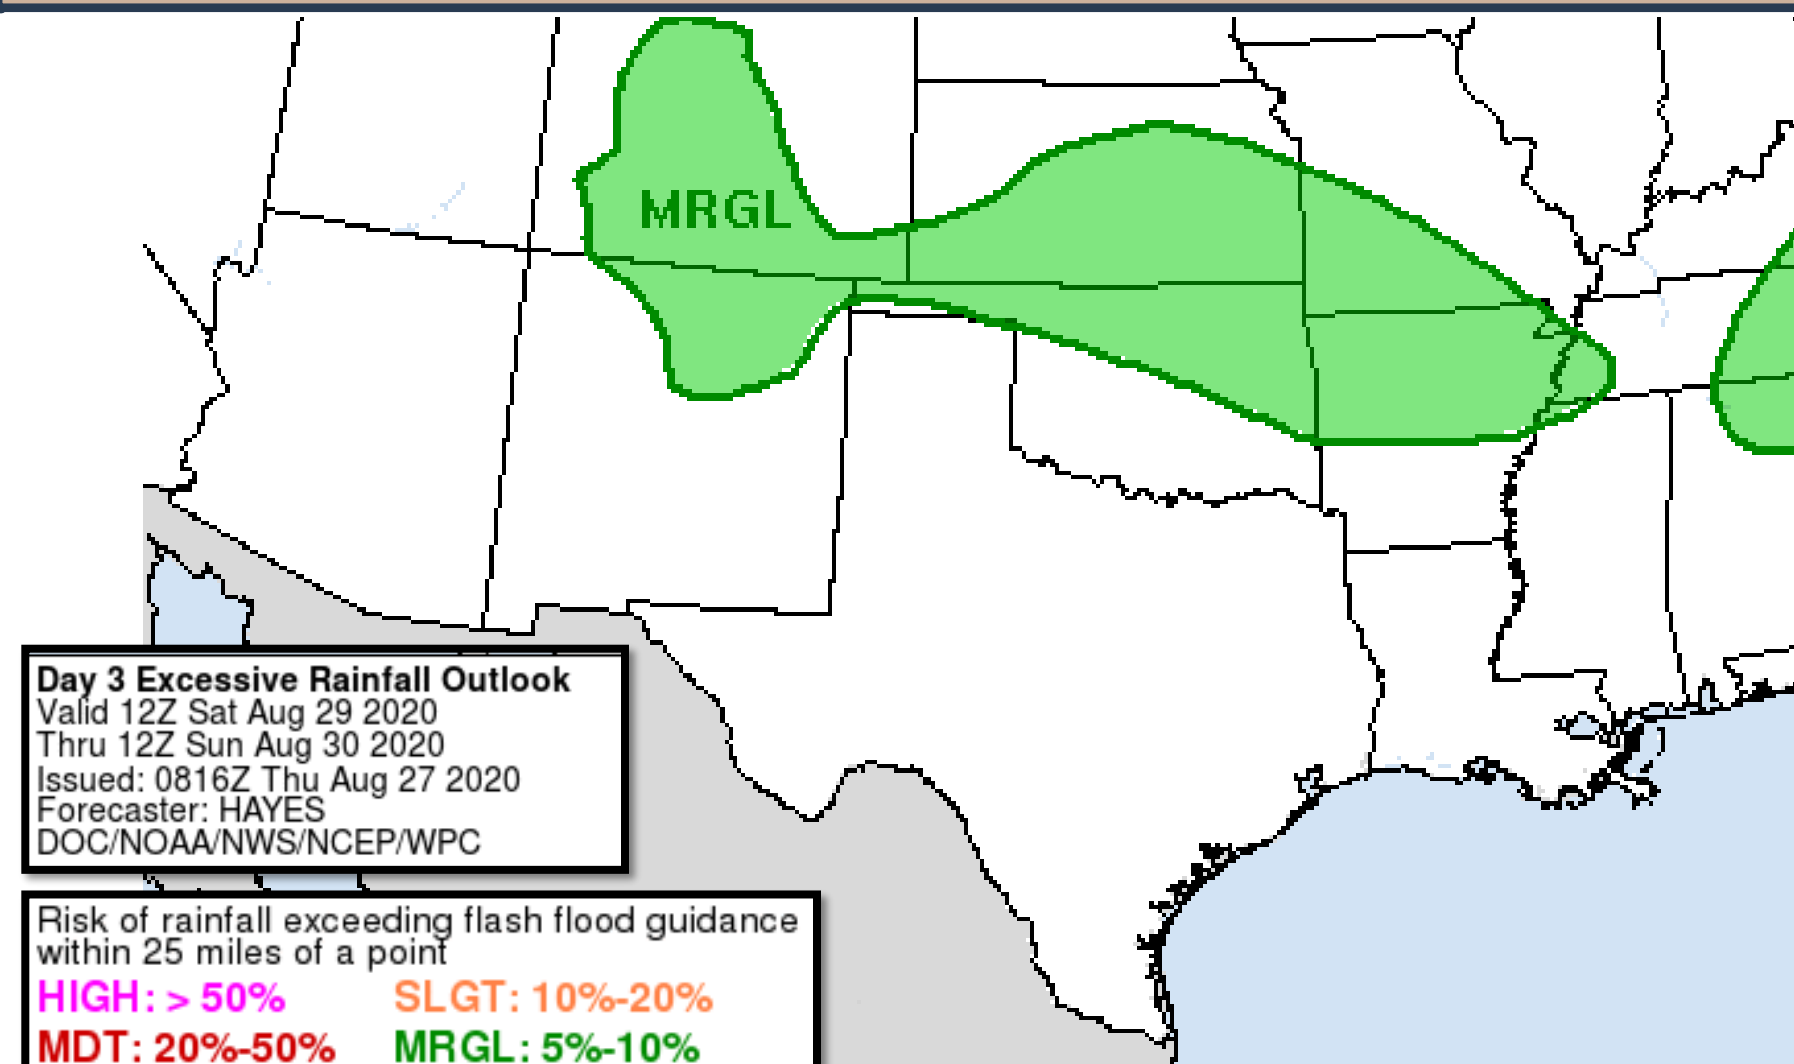 MRGL
Day 3 Excessive Rainfall Outlook
Valid 12Z Sat Aug 29 2020
Thru 12Z Sun Aug 30 2020
Issued: 0816Z Thu Aug 27 2020
Forecaster: HAYES
DOC/NOAA/NWS/NCEP/WPC
Risk of rainfall exceeding flash flood guidance
within 25 miles of a point
HIGH: > 50% SLGT: 10%-20%
MDT: 20%-50% MRGL: 5%-10%